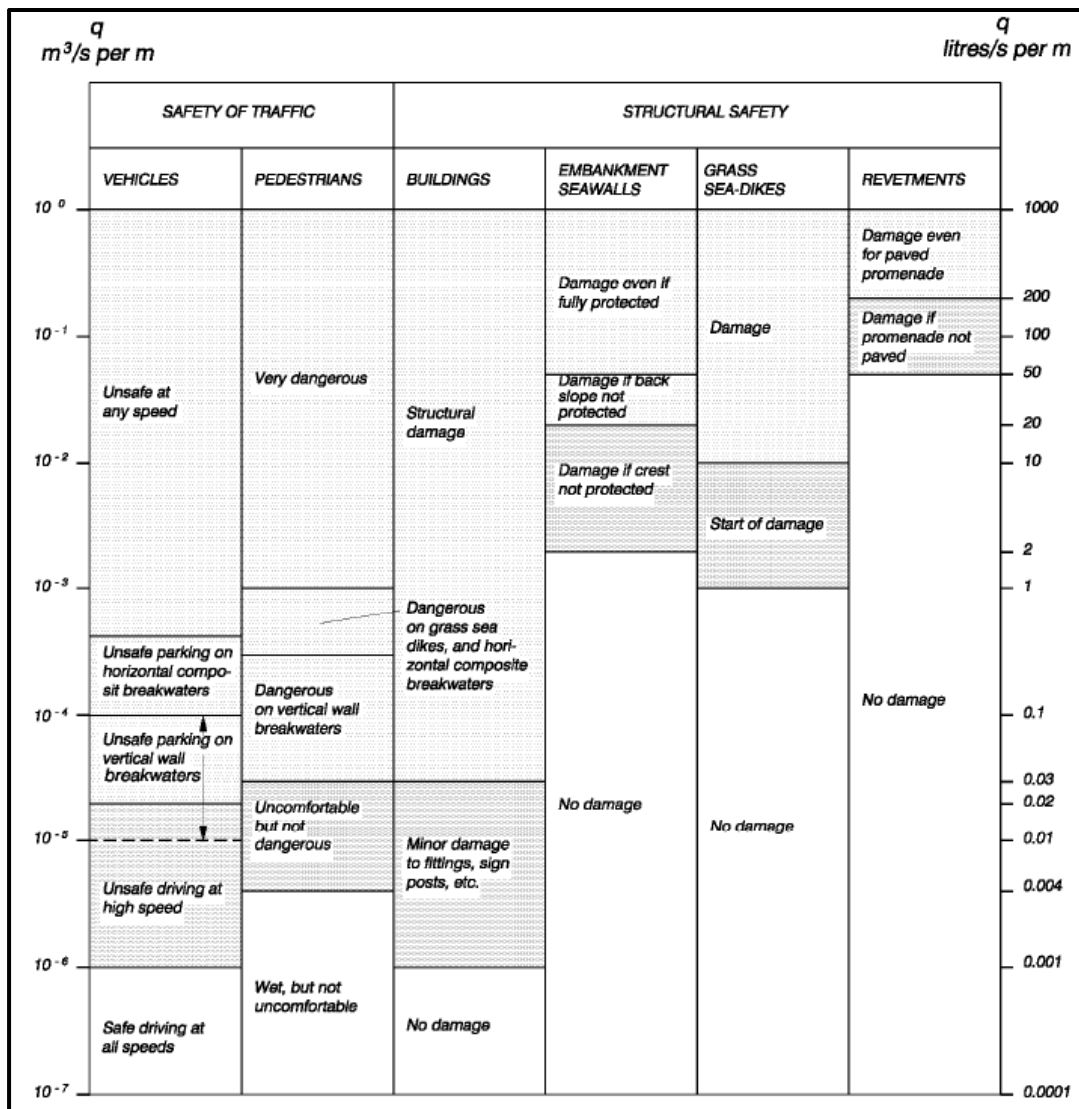 q
m³/s per m
q
litres/s per m
SAFETY OF TRAFFIC
STRUCTURAL SAFETY
VEHICLES
PEDESTRIANS
BUILDINGS
EMBANKMENT
SEAWALLS
GRASS
SEA-DIKES
REVETMENTS
10⁰
10⁻¹
10⁻²
10⁻³
10⁻⁴
10⁻⁵
10⁻⁶
10⁻⁷
Unsafe at
any speed
Unsafe parking on
horizontal compo-
sit breakwaters
Unsafe parking on
vertical wall
breakwaters
Unsafe driving at
high speed
Safe driving at
all speeds
Very dangerous
Dangerous
on grass sea
dikes, and hori-
zontal composite
breakwaters
Dangerous
on vertical wall
breakwaters
Uncomfortable
but not
dangerous
Wet, but not
uncomfortable
Structural
damage
Minor damage
to fittings, sign
posts, etc.
No damage
Damage even if
fully protected
Damage if back
slope not
protected
Damage if crest
not protected
No damage
Damage
Start of damage
No damage
Damage even
for paved
promenade
Damage if
promenade not
paved
No damage
1000
200
100
50
20
10
2
1
0.1
0.03
0.02
0.01
0.004
0.001
0.0001